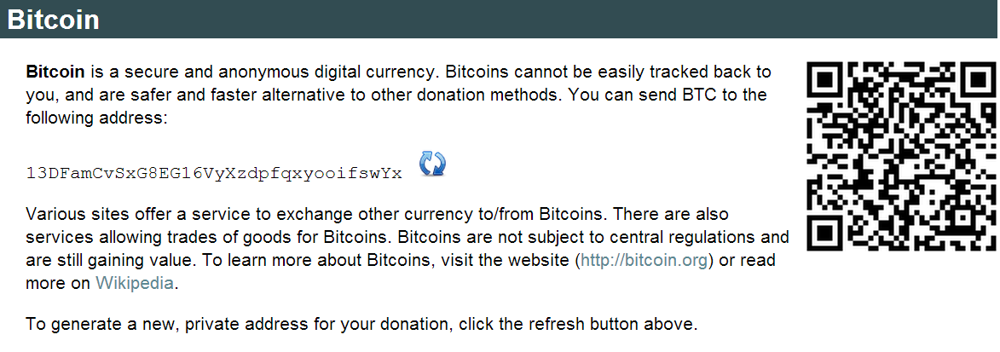 Bitcoin
Bitcoin is a secure and anonymous digital currency. Bitcoins cannot be easily tracked back to
you, and are safer and faster alternative to other donation methods. You can send BTC to the
following address:
13DFamCvSxG8EG16VyXzdpfqxyooifswYx
Various sites offer a service to exchange other currency to/from Bitcoins. There are also
services allowing trades of goods for Bitcoins. Bitcoins are not subject to central regulations and
are still gaining value. To learn more about Bitcoins, visit the website (http://bitcoin.org) or read
more on Wikipedia.
To generate a new, private address for your donation, click the refresh button above.